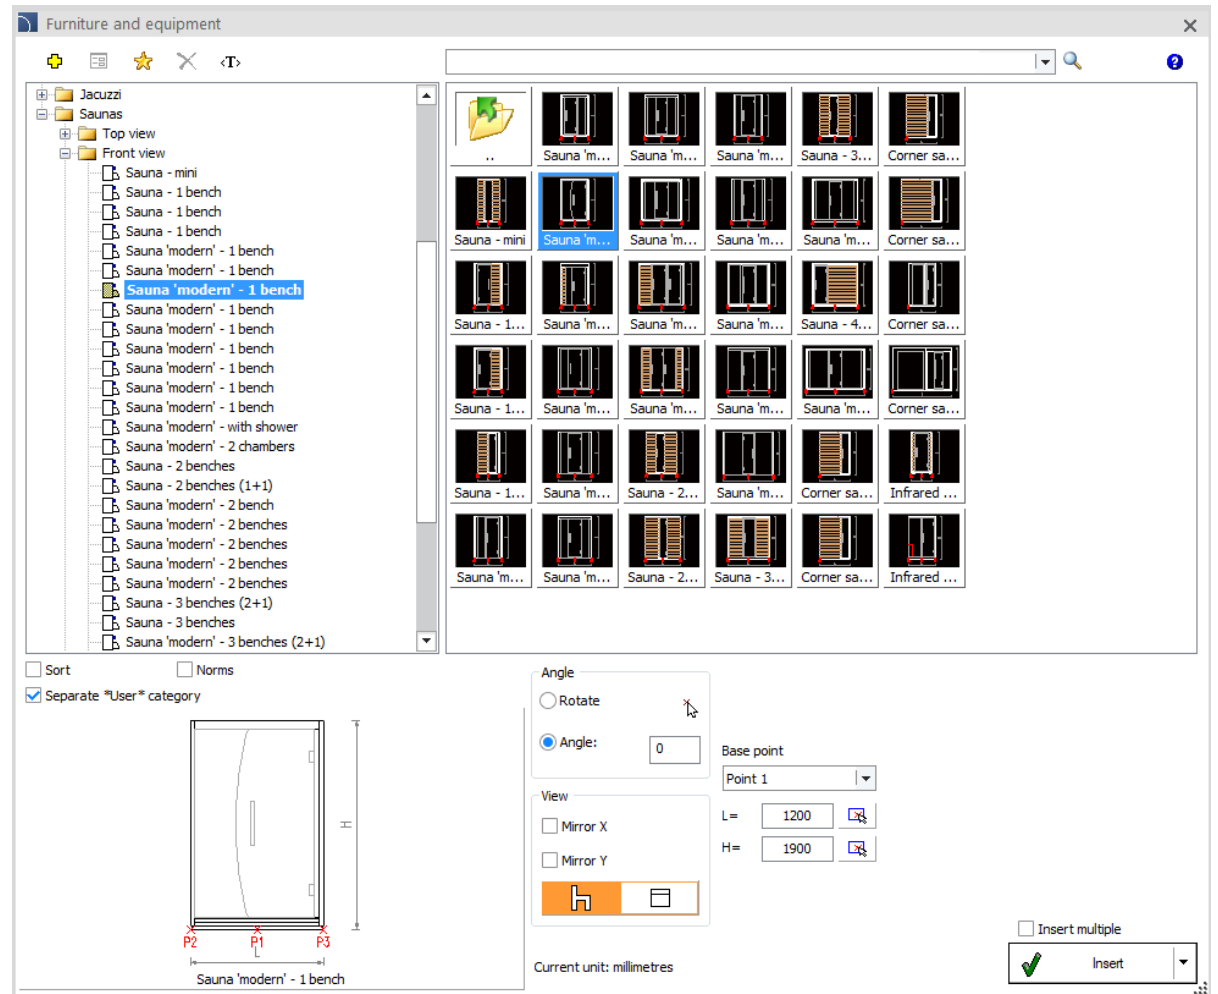 Furniture and equipment
<T>
Jacuzzi
Saunas
Top view
Front view
Sauna - mini
Sauna - 1 bench
Sauna - 1 bench
Sauna - 1 bench
Sauna 'modern' - 1 bench
Sauna 'modern' - 1 bench
Sauna 'modern' - 1 bench
Sauna 'modern' - 1 bench
Sauna 'modern' - 1 bench
Sauna 'modern' - 1 bench
Sauna 'modern' - 1 bench
Sauna 'modern' - 1 bench
Sauna 'modern' - 1 bench
Sauna 'modern' - with shower
Sauna 'modern' - 2 chambers
Sauna - 2 benches
Sauna - 2 benches (1+1)
Sauna 'modern' - 2 bench
Sauna 'modern' - 2 benches
Sauna 'modern' - 2 benches
Sauna 'modern' - 2 benches
Sauna 'modern' - 2 benches
Sauna - 3 benches (2+1)
Sauna - 3 benches
Sauna 'modern' - 3 benches (2+1)
.. Sauna 'm... Sauna 'm... Sauna 'm... Sauna - 3... Corner sa...
Sauna - mini Sauna 'm... Sauna 'm... Sauna 'm... Sauna 'm... Corner sa...
Sauna - 1... Sauna 'm... Sauna 'm... Sauna 'm... Sauna - 4... Corner sa...
Sauna - 1... Sauna 'm... Sauna 'm... Sauna 'm... Sauna 'm... Corner sa...
Sauna - 1... Sauna 'm... Sauna - 2... Sauna 'm... Corner sa... Infrared ...
Sauna 'm... Sauna 'm... Sauna - 2... Sauna - 3... Corner sa... Infrared ...
Sort Norms
Separate *User* category
H
P2 P1 P3
L
Sauna 'modern' - 1 bench
Angle
Rotate
Angle: 0
View
Mirror X
Mirror Y
Current unit: millimetres
Base point
Point 1
L= 1200
H= 1900
Insert multiple
Insert